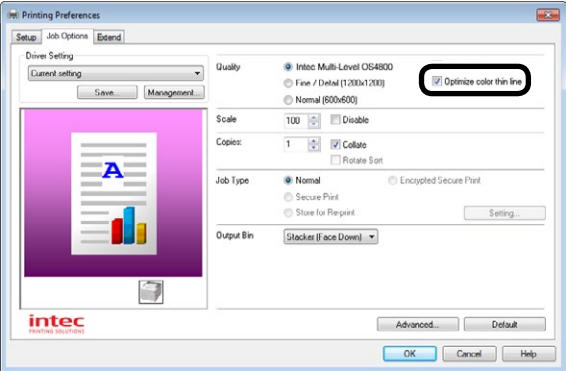 Printing Preferences
Setup Job Options Extend
Driver Setting
Current setting
Save... Management...
A
intec
PRINTING SOLUTIONS
Quality Intec Multi-Level OS4800 Optimize color thin line
Fine / Detail (1200x1200)
Normal (600x600)
Scale 100 Disable
Copies: 1 Collate
Rotate Sort
Job Type Normal Encrypted Secure Print
Secure Print
Store for Re-print Setting...
Output Bin Stacker (Face Down)
Advanced... Default
OK Cancel Help